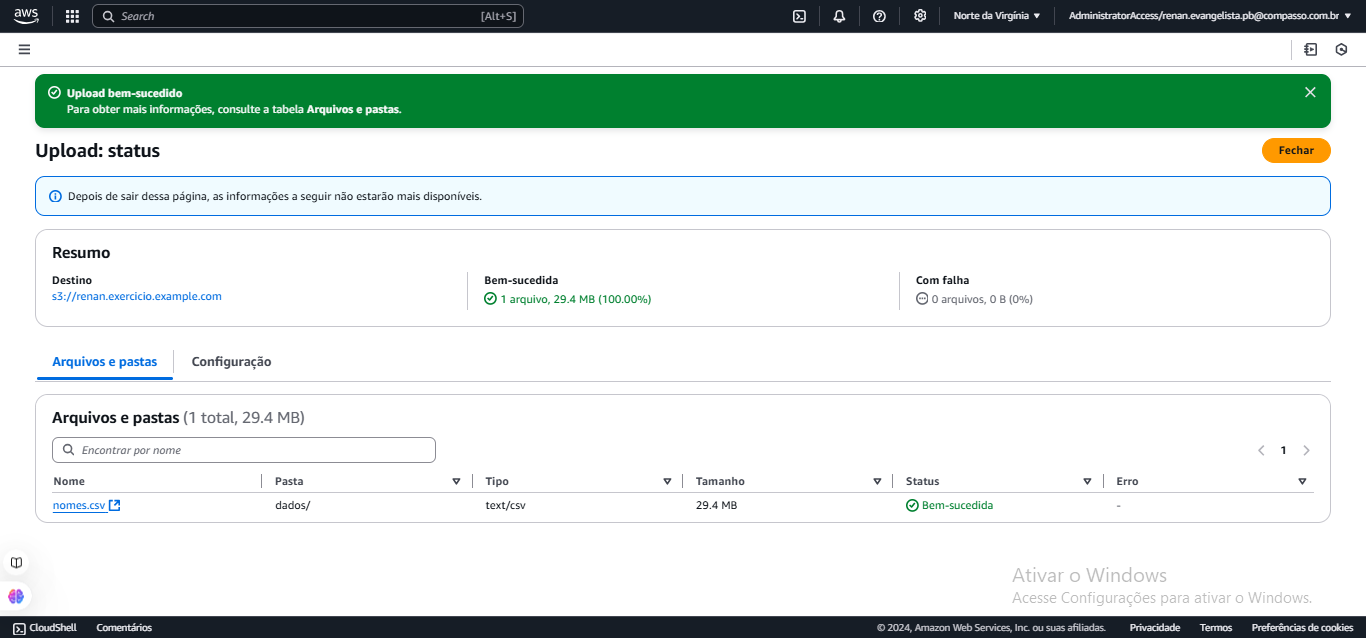 aws
Search [Alt+S] Norte da Virgínia AdministratorAccess/renan.evangelista.pb@compasso.com.br
Upload bem-sucedido
Para obter mais informações, consulte a tabela Arquivos e pastas.
Upload: status Fechar
Depois de sair dessa página, as informações a seguir não estarão mais disponíveis.
Resumo
Destino Bem-sucedida Com falha
s3://renan.exercicio.example.com 1 arquivo, 29.4 MB (100.00%) 0 arquivos, 0 B (0%)
Arquivos e pastas Configuração
Arquivos e pastas (1 total, 29.4 MB)
Encontrar por nome 1
Nome Pasta Tipo Tamanho Status Erro
nomes.csv dados/ text/csv 29.4 MB Bem-sucedida -
Ativar o Windows
Acesse Configurações para ativar o Windows.
CloudShell Comentários © 2024, Amazon Web Services, Inc. ou suas afiliadas. Privacidade Termos Preferências de cookies